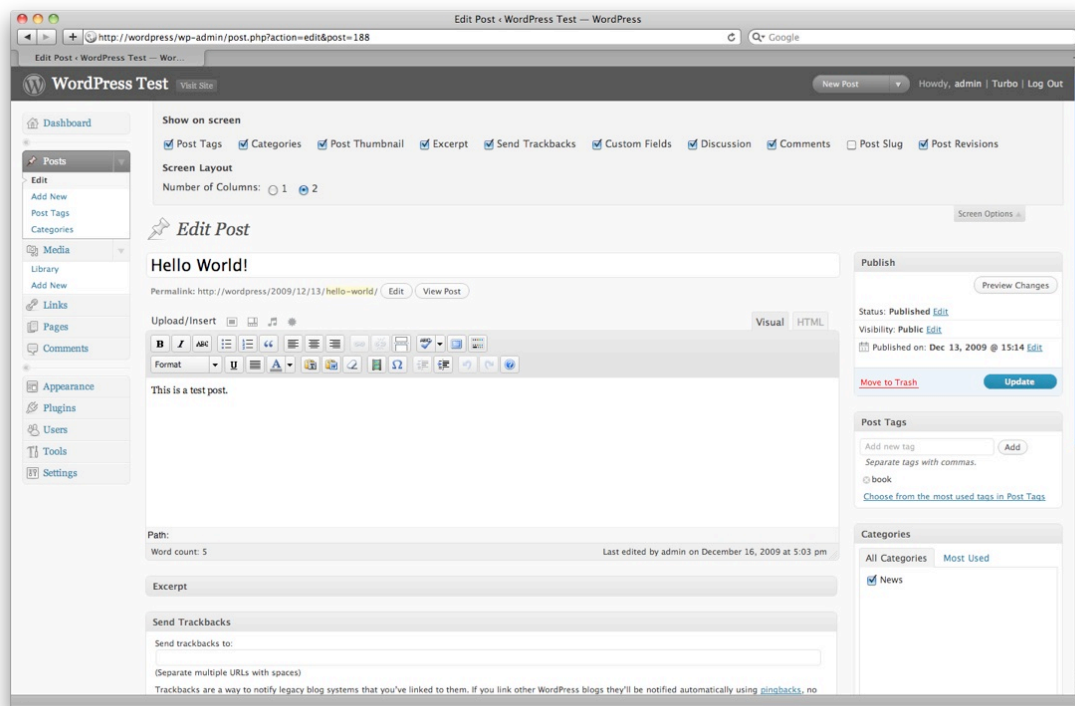 Edit Post ‹ WordPress Test — WordPress
http://wordpress/wp-admin/post.php?action=edit&post=188
Google
Edit Post ‹ WordPress Test — Wor...
WordPress Test Visit Site
New Post
Howdy, admin | Turbo | Log Out
Dashboard
Posts
Edit
Add New
Post Tags
Categories
Media
Library
Add New
Links
Pages
Comments
Appearance
Plugins
Users
Tools
Settings
Show on screen
Post Tags Categories Post Thumbnail Excerpt Send Trackbacks Custom Fields Discussion Comments Post Slug Post Revisions
Screen Layout
Number of Columns: 1 2
Screen Options
Edit Post
Hello World!
Permalink: http://wordpress/2009/12/13/hello-world/ Edit View Post
Upload/Insert
Visual HTML
B I ABC
Format U A Ω
This is a test post.
Path:
Word count: 5
Last edited by admin on December 16, 2009 at 5:03 pm
Excerpt
Send Trackbacks
Send trackbacks to:
(Separate multiple URLs with spaces)
Trackbacks are a way to notify legacy blog systems that you've linked to them. If you link other WordPress blogs they'll be notified automatically using pingbacks, no
Publish
Preview Changes
Status: Published Edit
Visibility: Public Edit
Published on: Dec 13, 2009 @ 15:14 Edit
Move to Trash
Update
Post Tags
Add new tag Add
Separate tags with commas.
book
Choose from the most used tags in Post Tags
Categories
All Categories Most Used
News